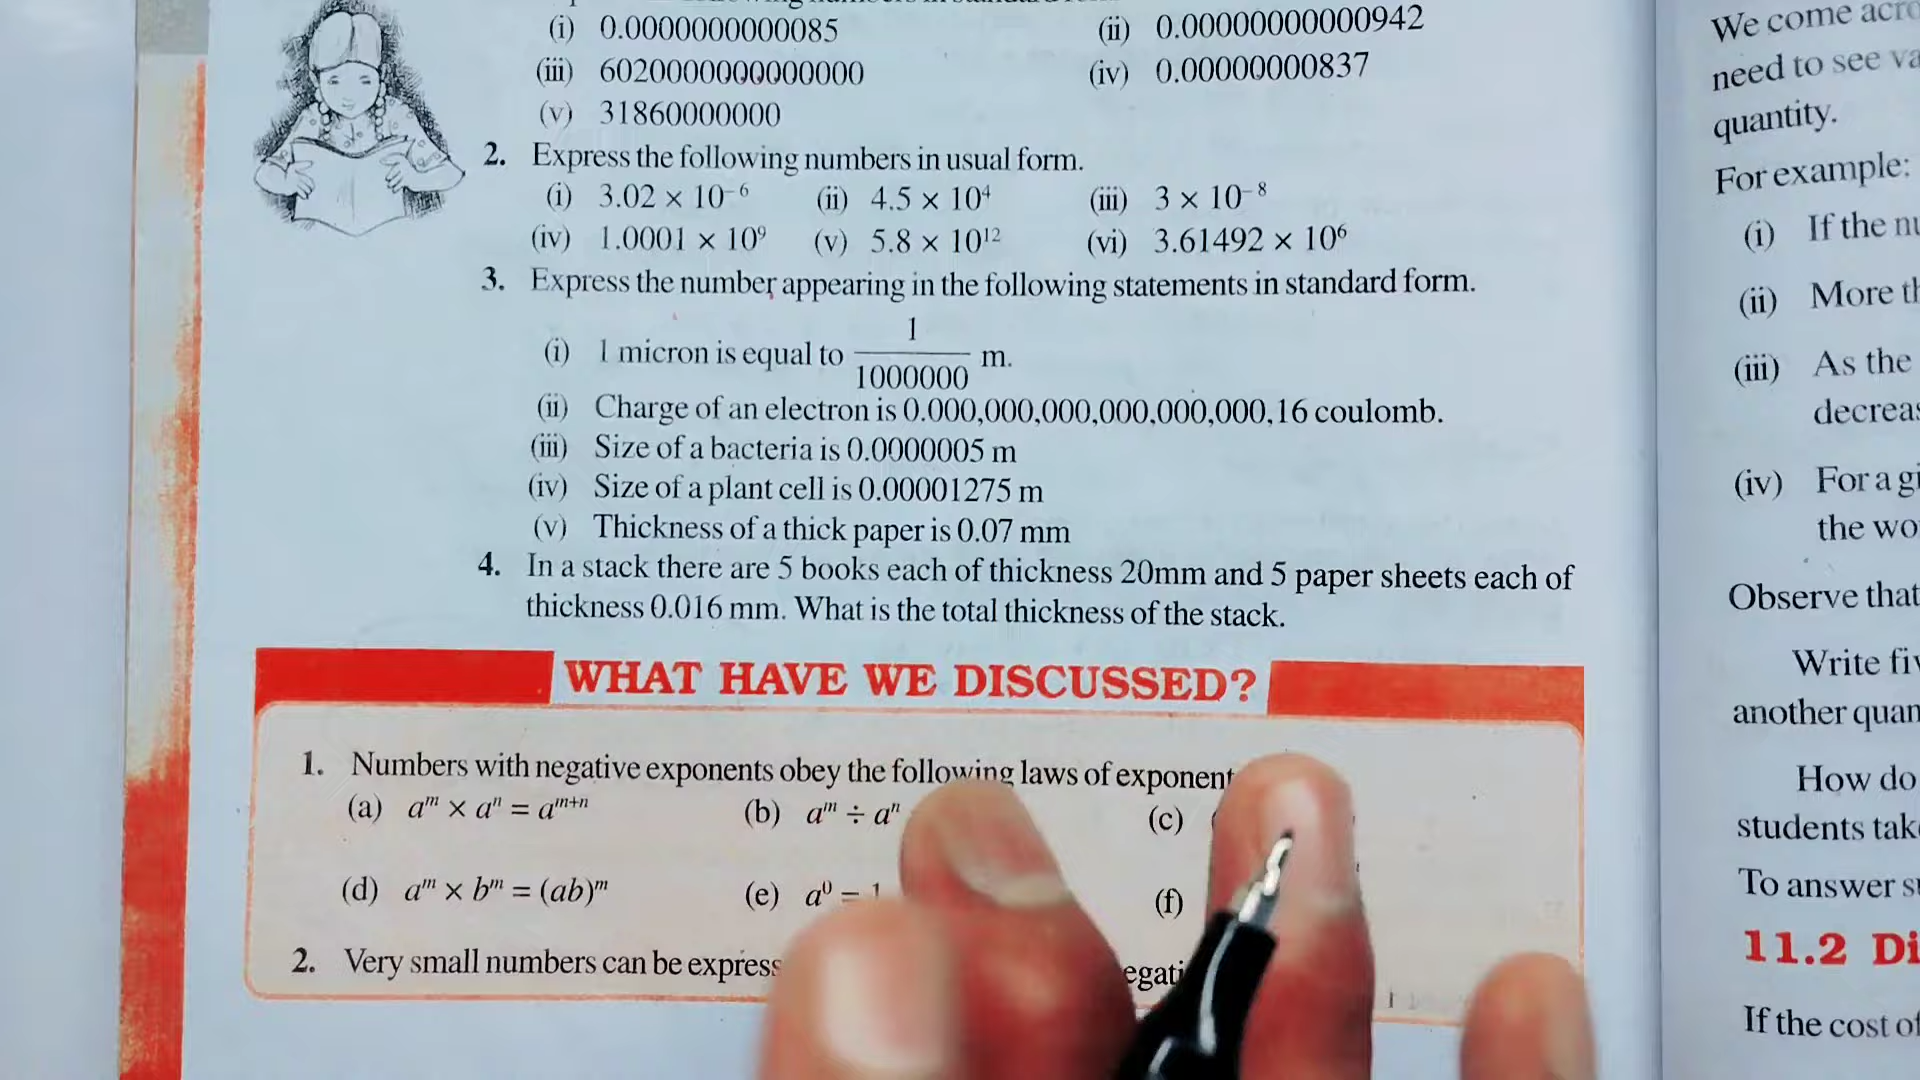 (i) 0.0000000000085 (ii) 0.00000000000942
(iii) 6020000000000000 (iv) 0.00000000837
(v) 31860000000
2. Express the following numbers in usual form.
(i) 3.02 × 10⁻⁶ (ii) 4.5 × 10⁴ (iii) 3 × 10⁻⁸
(iv) 1.0001 × 10⁹ (v) 5.8 × 10¹² (vi) 3.61492 × 10⁶
3. Express the number appearing in the following statements in standard form.
(i) 1 micron is equal to 1/1000000 m.
(ii) Charge of an electron is 0.000,000,000,000,000,000,16 coulomb.
(iii) Size of a bacteria is 0.0000005 m
(iv) Size of a plant cell is 0.00001275 m
(v) Thickness of a thick paper is 0.07 mm
4. In a stack there are 5 books each of thickness 20mm and 5 paper sheets each of
thickness 0.016 mm. What is the total thickness of the stack.
WHAT HAVE WE DISCUSSED?
1. Numbers with negative exponents obey the following laws of exponent
(a) aᵐ × aⁿ = aᵐ⁺ⁿ (b) aᵐ ÷ aⁿ (c)
(d) aᵐ × bᵐ = (ab)ᵐ (e) a⁰ = 1 (f)
2. Very small numbers can be express egati
We come acro
need to see va
quantity.
For example:
(i) If the nu
(ii) More th
(iii) As the
decreas
(iv) For a gi
the wo
Observe that
Write fiv
another quan
How do
students tak
To answer su
11.2 Di
If the cost of